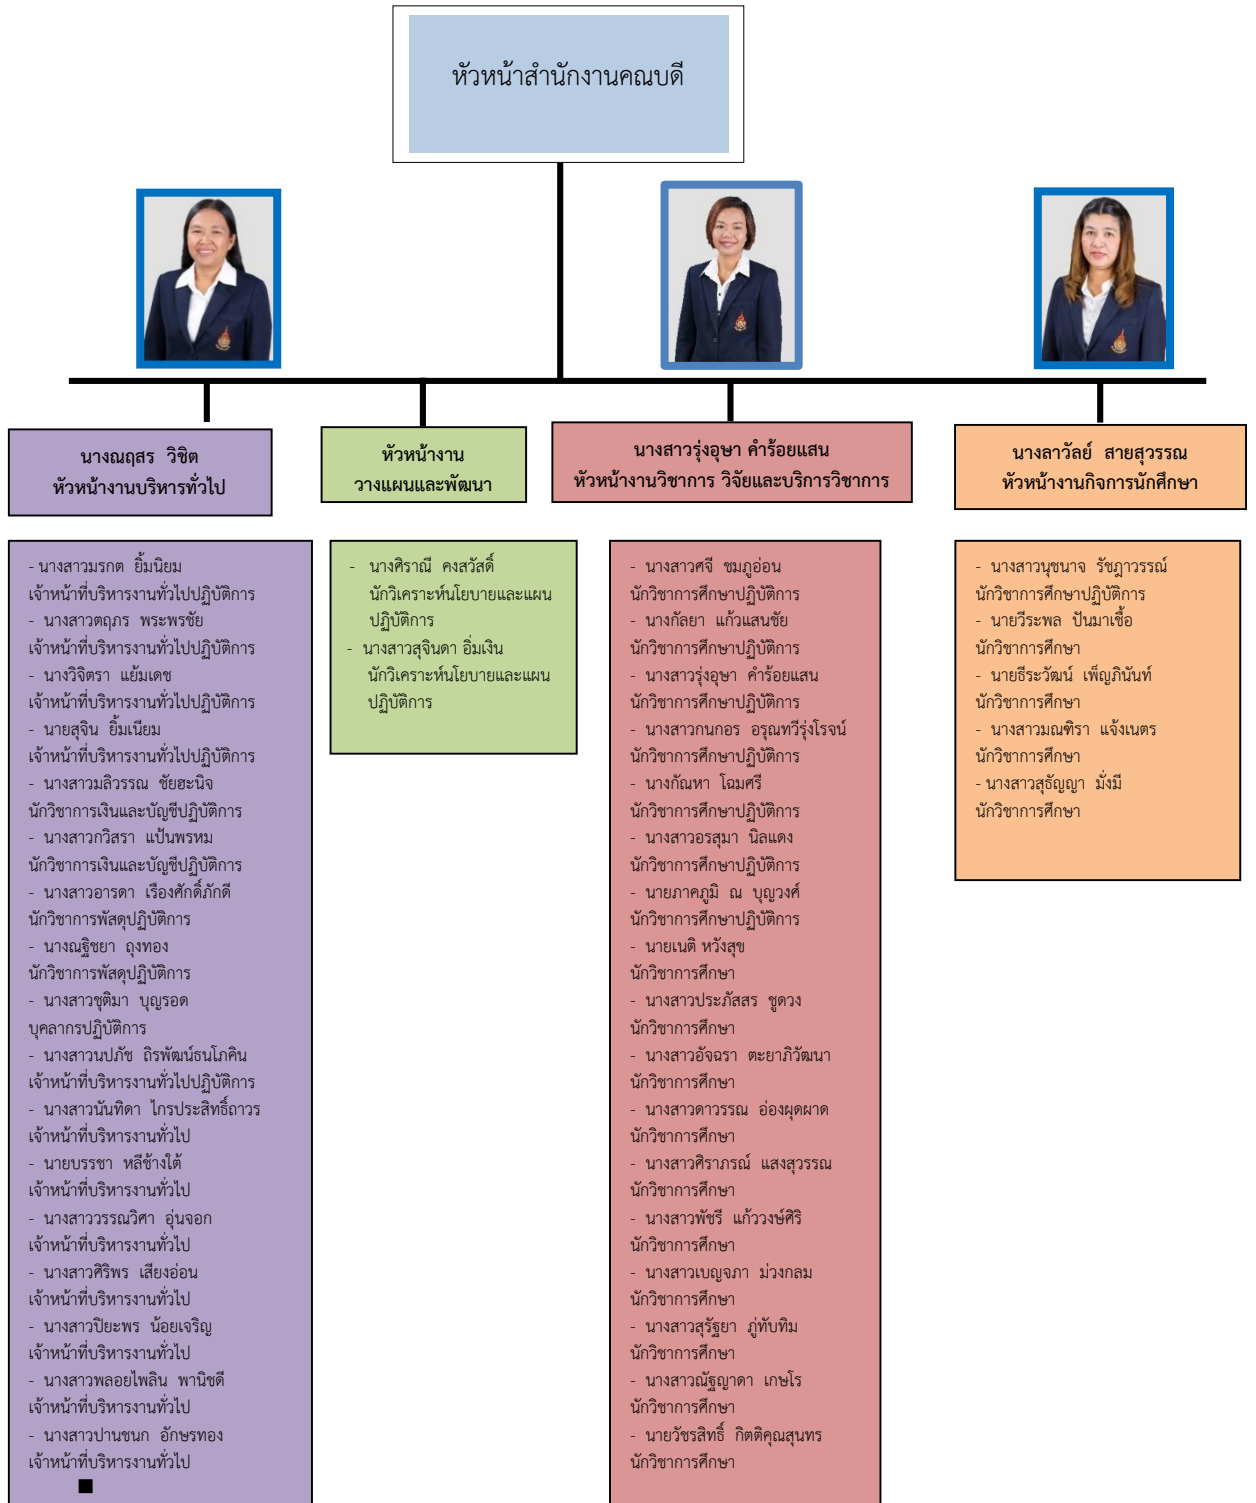 หัวหน้าสำนักงานคณบดี
นางณฤสร  วิชิต
หัวหน้างานบริหารทั่วไป
หัวหน้างาน
วางแผนและพัฒนา
นางสาวรุ่งอุษา คำร้อยแสน
หัวหน้างานวิชาการ วิจัยและบริการวิชาการ
นางลาวัลย์  สายสุวรรณ
หัวหน้างานกิจการนักศึกษา
- นางสาวมรกต  ยิ้มนิยม
เจ้าหน้าที่บริหารงานทั่วไปปฏิบัติการ
-  นางสาวตฤภร  พระพรชัย
เจ้าหน้าที่บริหารงานทั่วไปปฏิบัติการ
-  นางวิจิตรา  แย้มเดช
เจ้าหน้าที่บริหารงานทั่วไปปฏิบัติการ
-  นายสุจิน  ยิ้มเนียม
เจ้าหน้าที่บริหารงานทั่วไปปฏิบัติการ
-  นางสาวมลิวรรณ  ชัยฮะนิจ
นักวิชาการเงินและบัญชีปฏิบัติการ
-  นางสาวกวิสรา  แป้นพรหม
นักวิชาการเงินและบัญชีปฏิบัติการ
-  นางสาวอารดา  เรืองศักดิ์ภักดี
นักวิชาการพัสดุปฏิบัติการ
-  นางณฐิชยา  ถุงทอง
นักวิชาการพัสดุปฏิบัติการ
-  นางสาวชุติมา  บุญรอด
บุคลากรปฏิบัติการ
-  นางสาวนปภัช  ถิรพัฒน์ธนโภคิน
เจ้าหน้าที่บริหารงานทั่วไปปฏิบัติการ
-  นางสาวนันทิดา  ไกรประสิทธิ์ถาวร
เจ้าหน้าที่บริหารงานทั่วไป
-  นายบรรชา  หลีช้างใต้
เจ้าหน้าที่บริหารงานทั่วไป
-  นางสาววรรณวิศา  อุ่นจอก
เจ้าหน้าที่บริหารงานทั่วไป
-  นางสาวศิริพร  เสียงอ่อน
เจ้าหน้าที่บริหารงานทั่วไป
-  นางสาวปิยะพร  น้อยเจริญ
เจ้าหน้าที่บริหารงานทั่วไป
-  นางสาวพลอยไพลิน  พานิชดี
เจ้าหน้าที่บริหารงานทั่วไป
-  นางสาวปานชนก  อักษรทอง
เจ้าหน้าที่บริหารงานทั่วไป
-  นางศิราณี  คงสวัสดิ์
นักวิเคราะห์นโยบายและแผน
ปฏิบัติการ
-  นางสาวสุจินดา อิ่มเงิน
นักวิเคราะห์นโยบายและแผน
ปฏิบัติการ
-  นางสาวศจี  ชมภูอ่อน
นักวิชาการศึกษาปฏิบัติการ
-  นางกัลยา  แก้วแสนชัย
นักวิชาการศึกษาปฏิบัติการ
-  นางสาวรุ่งอุษา  คำร้อยแสน
นักวิชาการศึกษาปฏิบัติการ
-  นางสาวกนกอร  อรุณทวีรุ่งโรจน์
นักวิชาการศึกษาปฏิบัติการ
-  นางกัณหา  โฉมศรี
นักวิชาการศึกษาปฏิบัติการ
-  นางสาวอรสุมา  นิลแดง
นักวิชาการศึกษาปฏิบัติการ
-  นายภาคภูมิ  ณ  บุญวงศ์
นักวิชาการศึกษาปฏิบัติการ
-  นายเนติ หวังสุข
นักวิชาการศึกษา
-  นางสาวประภัสสร  ชูดวง
นักวิชาการศึกษา
-  นางสาวอัจฉรา  ตะยาภิวัฒนา
นักวิชาการศึกษา
-  นางสาวดาวรรณ  อ่องผุดผาด
นักวิชาการศึกษา
-  นางสาวศิราภรณ์  แสงสุวรรณ
นักวิชาการศึกษา
-  นางสาวพัชรี  แก้ววงษ์ศิริ
นักวิชาการศึกษา
-  นางสาวเบญจภา  ม่วงกลม
นักวิชาการศึกษา
-  นางสาวสุรัฐยา  ภู่ทับทิม
นักวิชาการศึกษา
-  นางสาวณัฐญาดา  เกษโร
นักวิชาการศึกษา
-  นายวัชรสิทธิ์  กิตติคุณสุนทร
นักวิชาการศึกษา
-  นางสาวนุชนาจ  รัชฎาวรรณ์
นักวิชาการศึกษาปฏิบัติการ
-  นายวีระพล  ปันมาเชื้อ
นักวิชาการศึกษา
-  นายธีระวัฒน์  เพ็ญภินันท์
นักวิชาการศึกษา
-  นางสาวมณฑิรา  แจ้งเนตร
นักวิชาการศึกษา
- นางสาวสุธัญญา  มั่งมี
นักวิชาการศึกษา